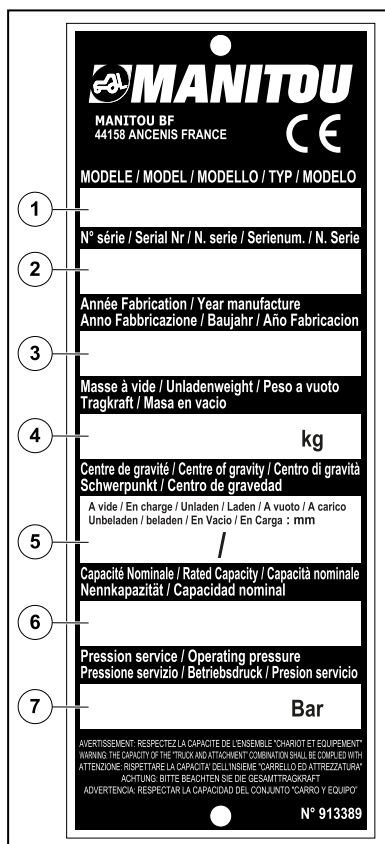 MANITOU
MANITOU BF
44158 ANCENIS FRANCE
CE
MODELE / MODEL / MODELLO / TYP / MODELO
1
N° série / Serial Nr / N. serie / Serienum. / N. Serie
2
Année Fabrication / Year manufacture
Anno Fabbricazione / Baujahr / Año Fabricacion
3
Masse à vide / Unladenweight / Peso a vuoto
Tragkraft / Masa en vacio
4
kg
Centre de gravité / Centre of gravity / Centro di gravità
Schwerpunkt / Centro de gravedad
A vide / En charge / Unladen / Laden / A vuoto / A carico
Unbeladen / beladen / En Vacio / En Carga : mm
5
/
Capacité Nominale / Rated Capacity / Capacità nominale
Nennkapazität / Capacidad nominal
6
Pression service / Operating pressure
Pressione servizio / Betriebsdruck / Presion servicio
7
Bar
AVERTISSEMENT: RESPECTEZ LA CAPACITE DE L'ENSEMBLE "CHARIOT ET EQUIPEMENT"
WARNING: THE CAPACITY OF THE "TRUCK AND ATTACHMENT" COMBINATION SHALL BE COMPLIED WITH
ATTENZIONE: RISPETTARE LA CAPACITA' DELL'INSIEME "CARRELLO ED ATTREZZATURA"
ACHTUNG: BITTE BEACHTEN SIE DIE GESAMTTRAGKRAFT
ADVERTENCIA: RESPECTAR LA CAPACIDAD DEL CONJUNTO "CARRO Y EQUIPO"
N° 913389